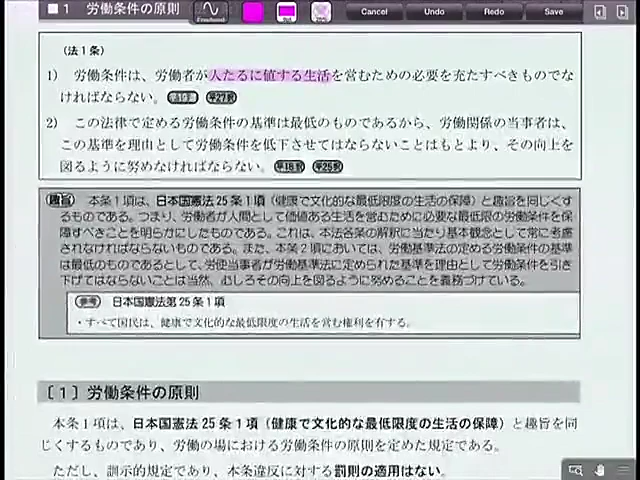 1 労働条件の原則
Freehand
Cancel
Undo
Redo
Save
（法1条）
1） 労働条件は、労働者が人たるに値する生活を営むための必要を充たすべきものでな
ければならない。 平27択
2） この法律で定める労働条件の基準は最低のものであるから、労働関係の当事者は、
この基準を理由として労働条件を低下させてはならないことはもとより、その向上を
図るように努めなければならない。 平18択 平25択
趣旨 本条1項は、日本国憲法25条1項（健康で文化的な最低限度の生活の保障）と趣旨を同じくす
るものである。つまり、労働者が人間として価値ある生活を営むために必要な最低限の労働条件を保
障すべきことを明らかにしたものである。これは、本法各条の解釈に当たり基本観念として常に考慮
されなければならないものである。また、本条2項においては、労働基準法の定める労働条件の基準
は最低のものであるとして、労使当事者が労働基準法に定められた基準を理由として労働条件を引き
下げてはならないことは当然、むしろその向上を図るように努めることを義務づけている。
参考 日本国憲法第25条1項
・すべて国民は、健康で文化的な最低限度の生活を営む権利を有する。
〔1〕労働条件の原則
本条1項は、日本国憲法25条1項（健康で文化的な最低限度の生活の保障）と趣旨を同
じくするものであり、労働の場における労働条件の原則を定めた規定である。
ただし、訓示的規定であり、本条違反に対する罰則の適用はない。